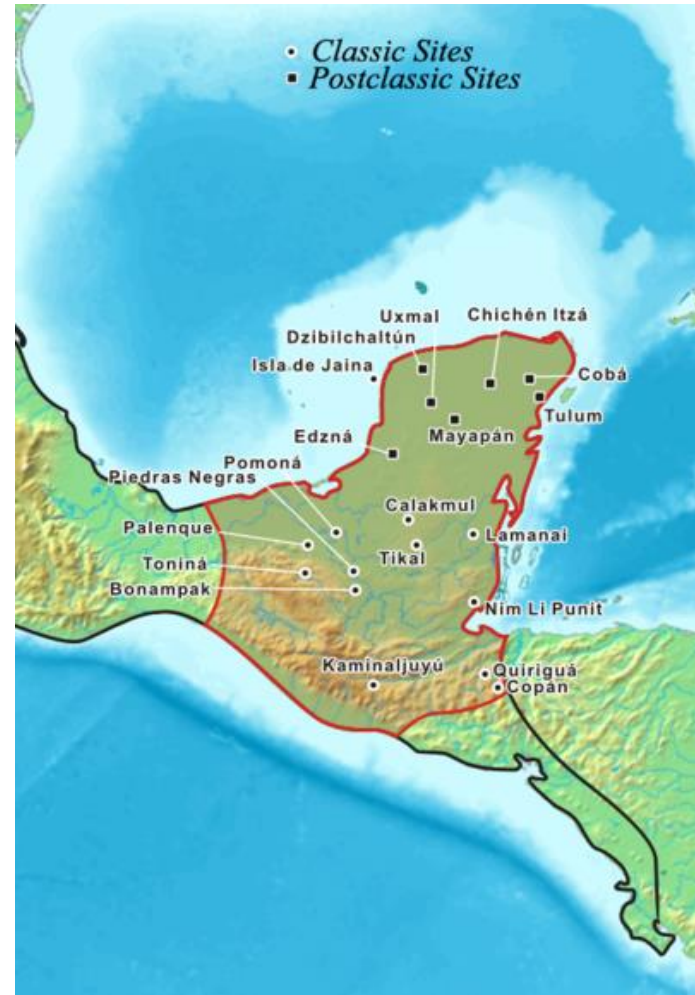 Classic Sites
Postclassic Sites
Uxmal
Chichén Itzá
Dzibilchaltún
Isla de Jaina
Cobá
Tulum
Mayapán
Edzná
Pomoná
Piedras Negras
Calakmul
Palenque
Lamanai
Tikal
Toniná
Bonampak
Nim Li Punit
Kaminaljuyú
Quiriguá
Copán